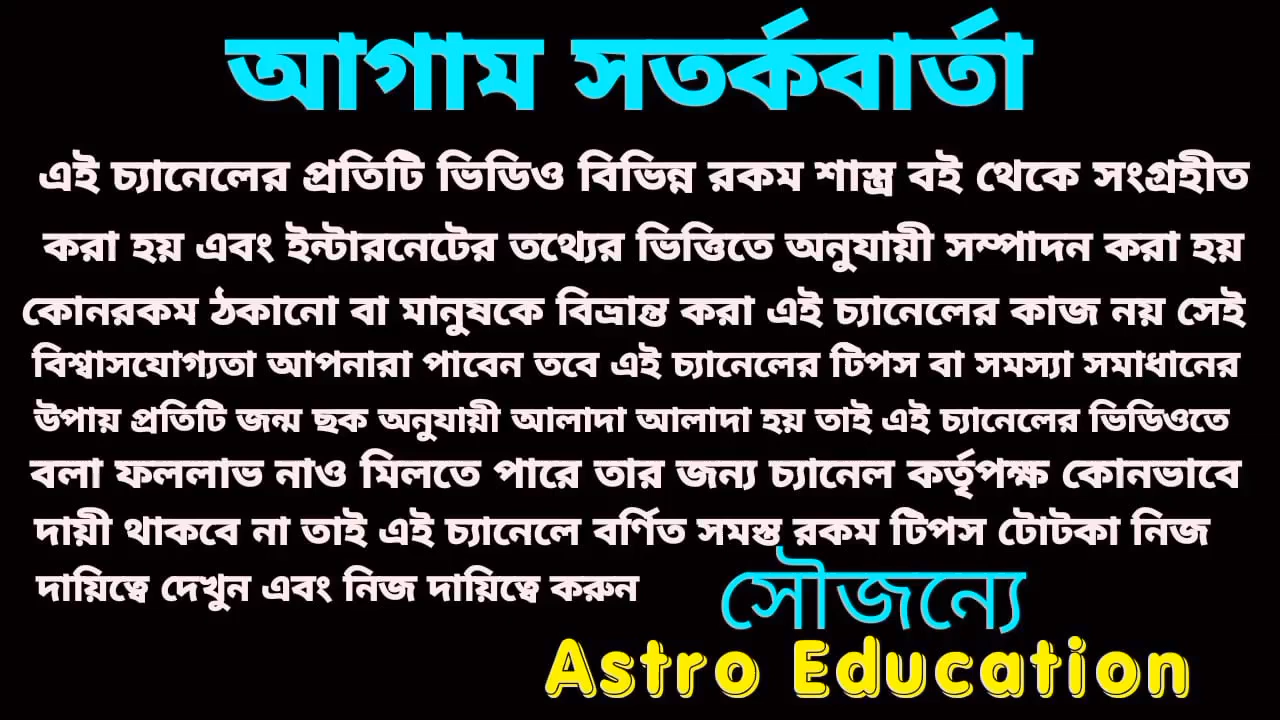 আগাম সতর্কবার্তা
এই চ্যানেলের প্রতিটি ভিডিও বিভিন্ন রকম শাস্ত্র বই থেকে সংগ্রহীত
করা হয় এবং ইন্টারনেটের তথ্যের ভিত্তিতে অনুযায়ী সম্পাদন করা হয়
কোনরকম ঠকানো বা মানুষকে বিভ্রান্ত করা এই চ্যানেলের কাজ নয় সেই
বিশ্বাসযোগ্যতা আপনারা পাবেন তবে এই চ্যানেলের টিপস বা সমস্যা সমাধানের
উপায় প্রতিটি জন্ম ছক অনুযায়ী আলাদা আলাদা হয় তাই এই চ্যানেলের ভিডিওতে
বলা ফললাভ নাও মিলতে পারে তার জন্য চ্যানেল কর্তৃপক্ষ কোনভাবে
দায়ী থাকবে না তাই এই চ্যানেলে বর্ণিত সমস্ত রকম টিপস টোটকা নিজ
দায়িত্বে দেখুন এবং নিজ দায়িত্বে করুন
সৌজন্যে
Astro Education